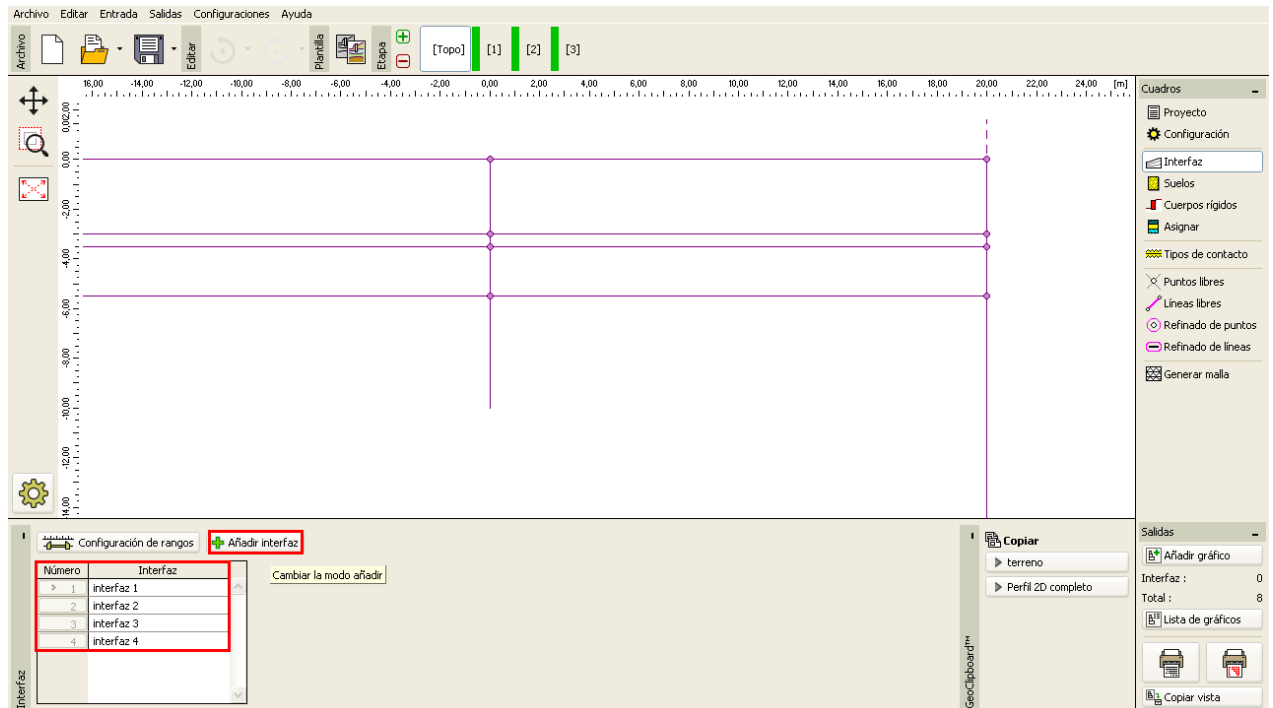 Archivo Editar Entrada Salidas Configuraciones Ayuda
Archivo
Editar
Plantilla
Etapa
[Topo] [1] [2] [3]
16,00 -14,00 -12,00 -10,00 -8,00 -6,00 -4,00 -2,00 0,00 2,00 4,00 6,00 8,00 10,00 12,00 14,00 16,00 18,00 20,00 22,00 24,00 [m]
0,02,00
0,00
-2,00
-4,00
-6,00
-8,00
-10,00
-12,00
-14,00
Cuadros
Proyecto
Configuración
Interfaz
Suelos
Cuerpos rígidos
Asignar
Tipos de contacto
Puntos libres
Líneas libres
Refinado de puntos
Refinado de líneas
Generar malla
Interfaz
Configuración de rangos
Añadir interfaz
Número Interfaz
> 1 interfaz 1
2 interfaz 2
3 interfaz 3
4 interfaz 4
Cambiar la modo añadir
GeoClipboard™
Copiar
terreno
Perfil 2D completo
Salidas
Añadir gráfico
Interfaz : 0
Total : 8
Lista de gráficos
Copiar vista